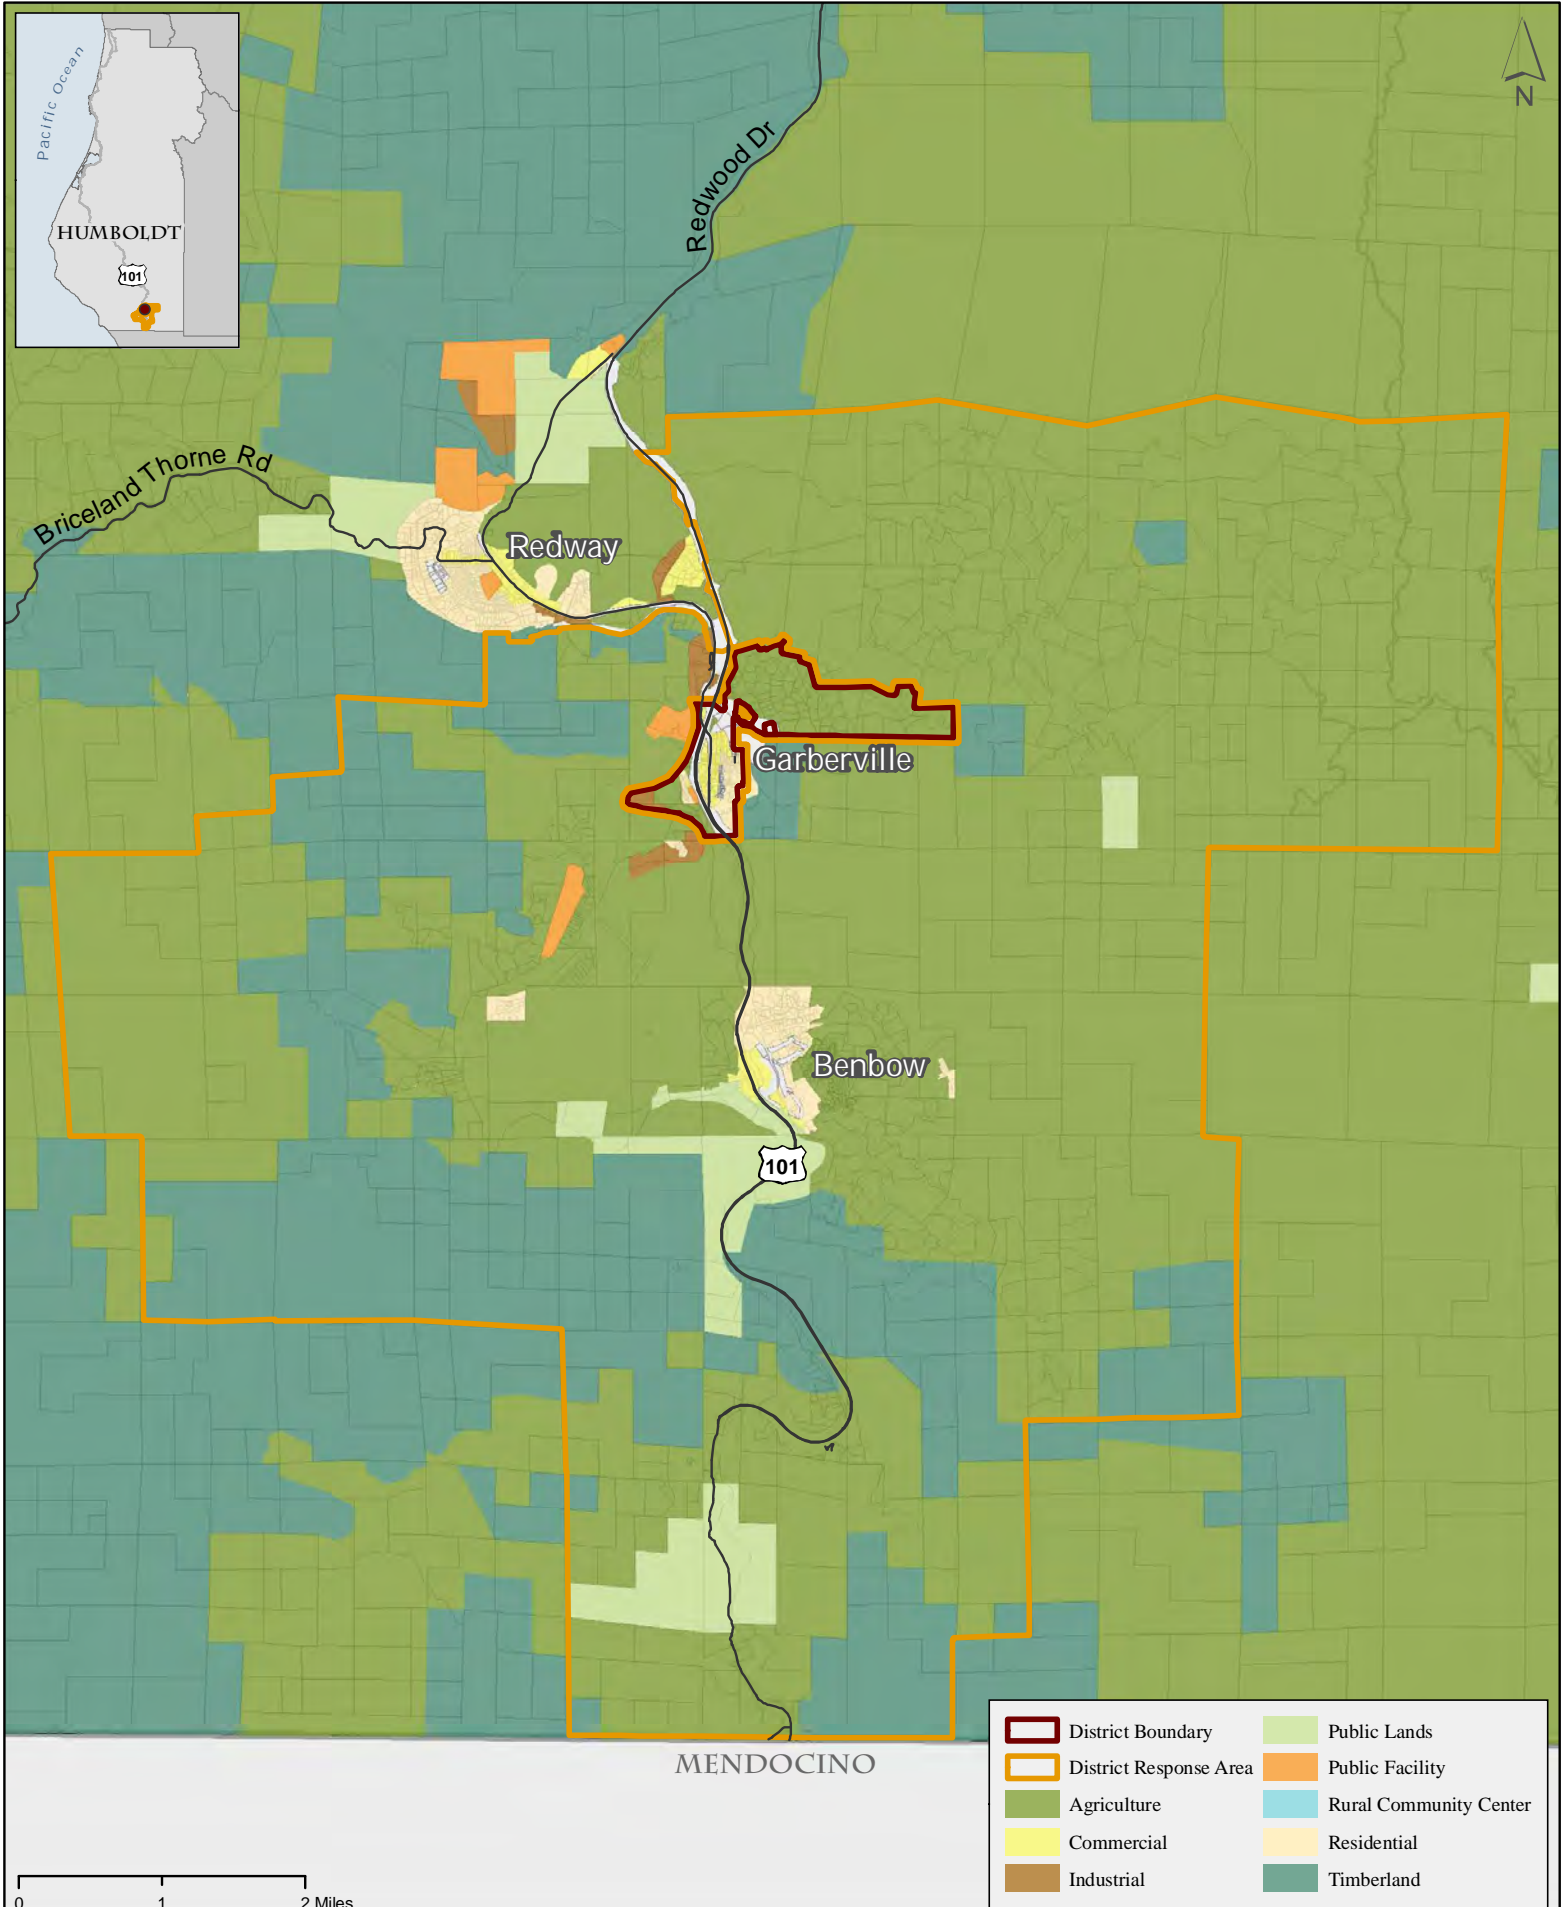 Pacific Ocean
HUMBOLDT
101
N
Redwood Dr
Briceland Thorne Rd
Redway
Garberville
Benbow
101
MENDOCINO
District Boundary
District Response Area
Agriculture
Commercial
Industrial
Public Lands
Public Facility
Rural Community Center
Residential
Timberland
0 1 2 Miles